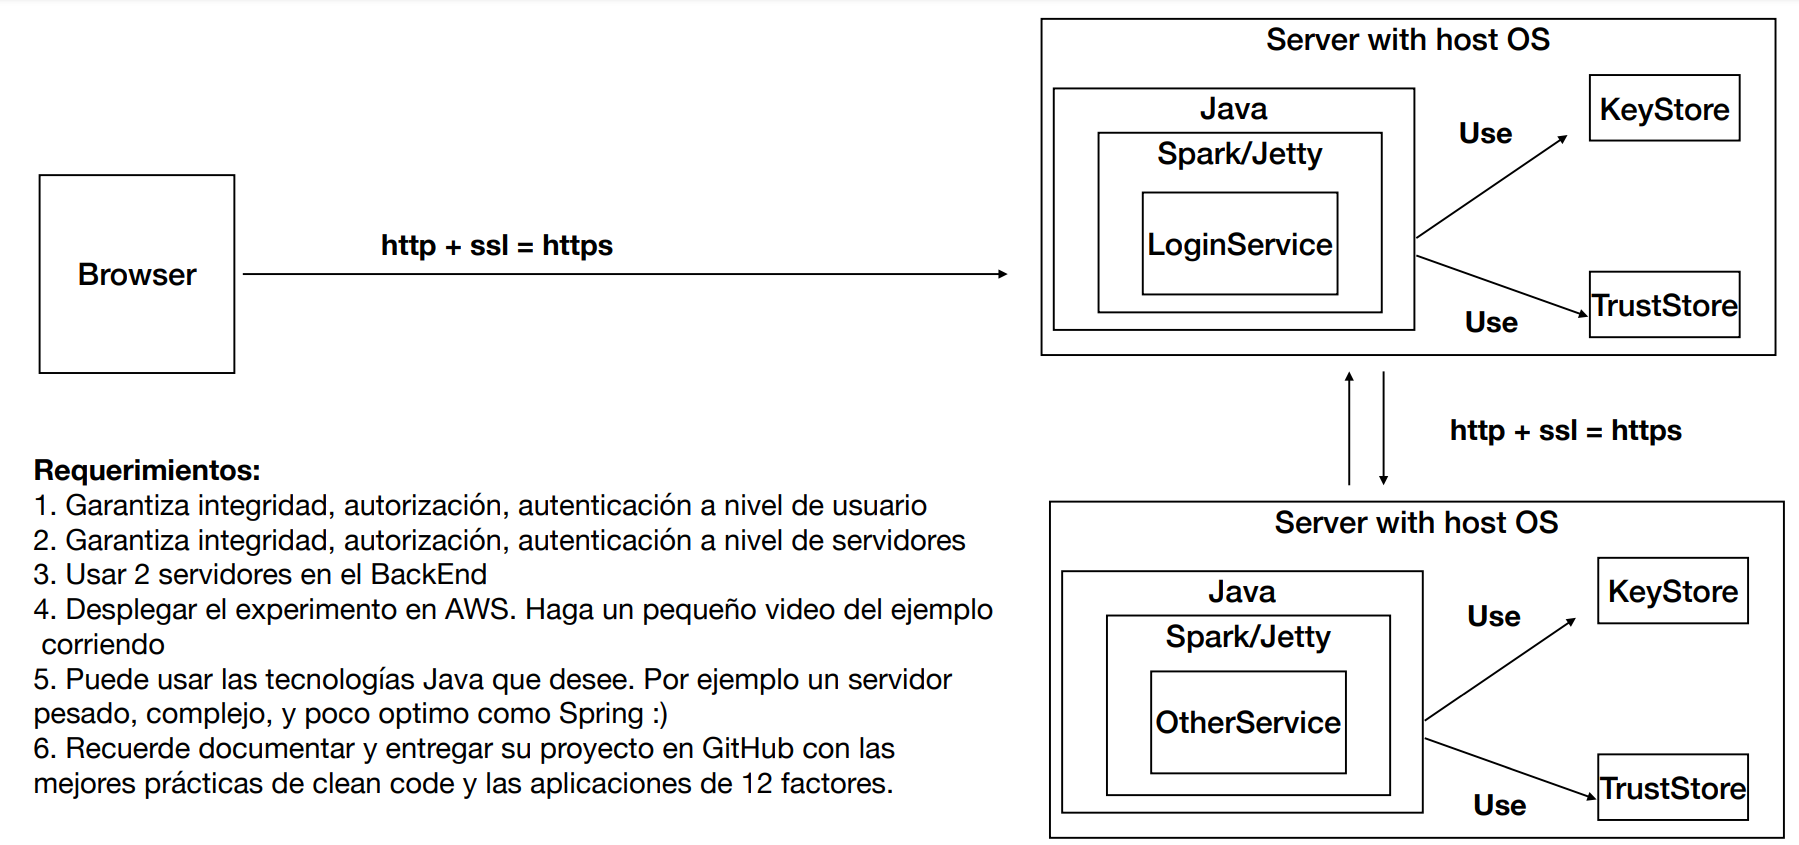 Server with host OS
Java
KeyStore
Use
Spark/Jetty
LoginService
http + ssl = https
Browser
TrustStore
Use
http + ssl = https
Requerimientos:
1. Garantiza integridad, autorización, autenticación a nivel de usuario
2. Garantiza integridad, autorización, autenticación a nivel de servidores
3. Usar 2 servidores en el BackEnd
4. Desplegar el experimento en AWS. Haga un pequeño video del ejemplo
corriendo
5. Puede usar las tecnologías Java que desee. Por ejemplo un servidor
pesado, complejo, y poco optimo como Spring :)
6. Recuerde documentar y entregar su proyecto en GitHub con las
mejores prácticas de clean code y las aplicaciones de 12 factores.
Server with host OS
Java
KeyStore
Use
Spark/Jetty
OtherService
TrustStore
Use